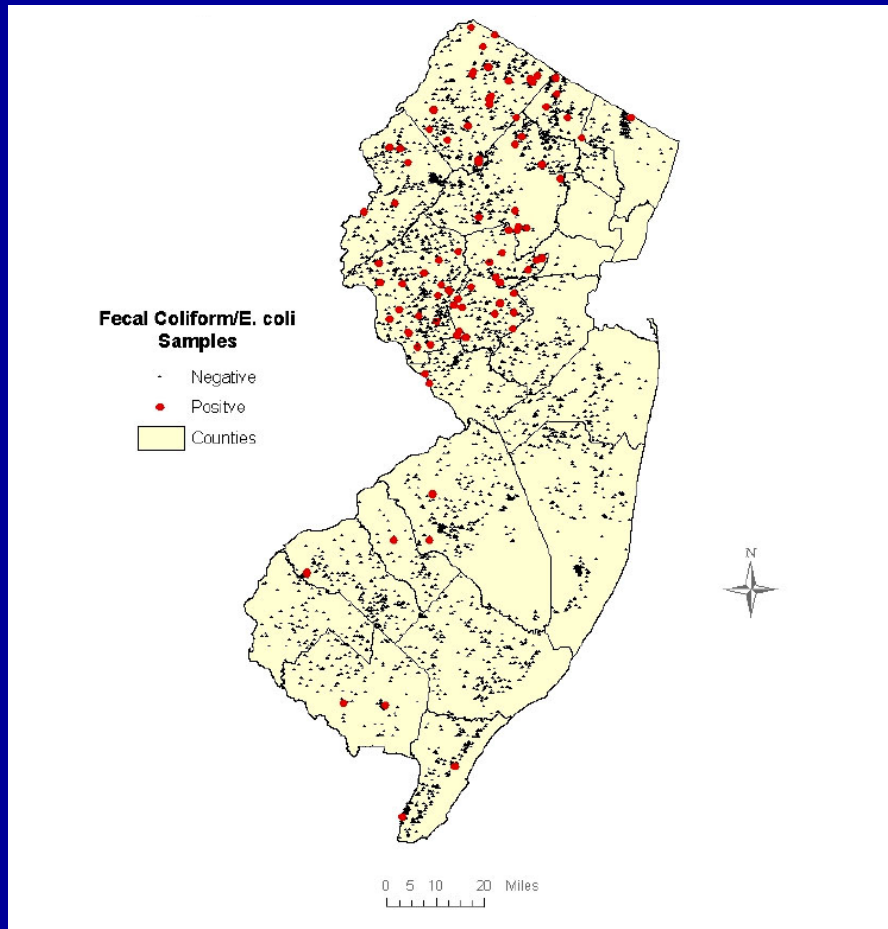 Fecal Coliform/E. coli
Samples
Negative
Positve
Counties
N
0 5 10 20 Miles